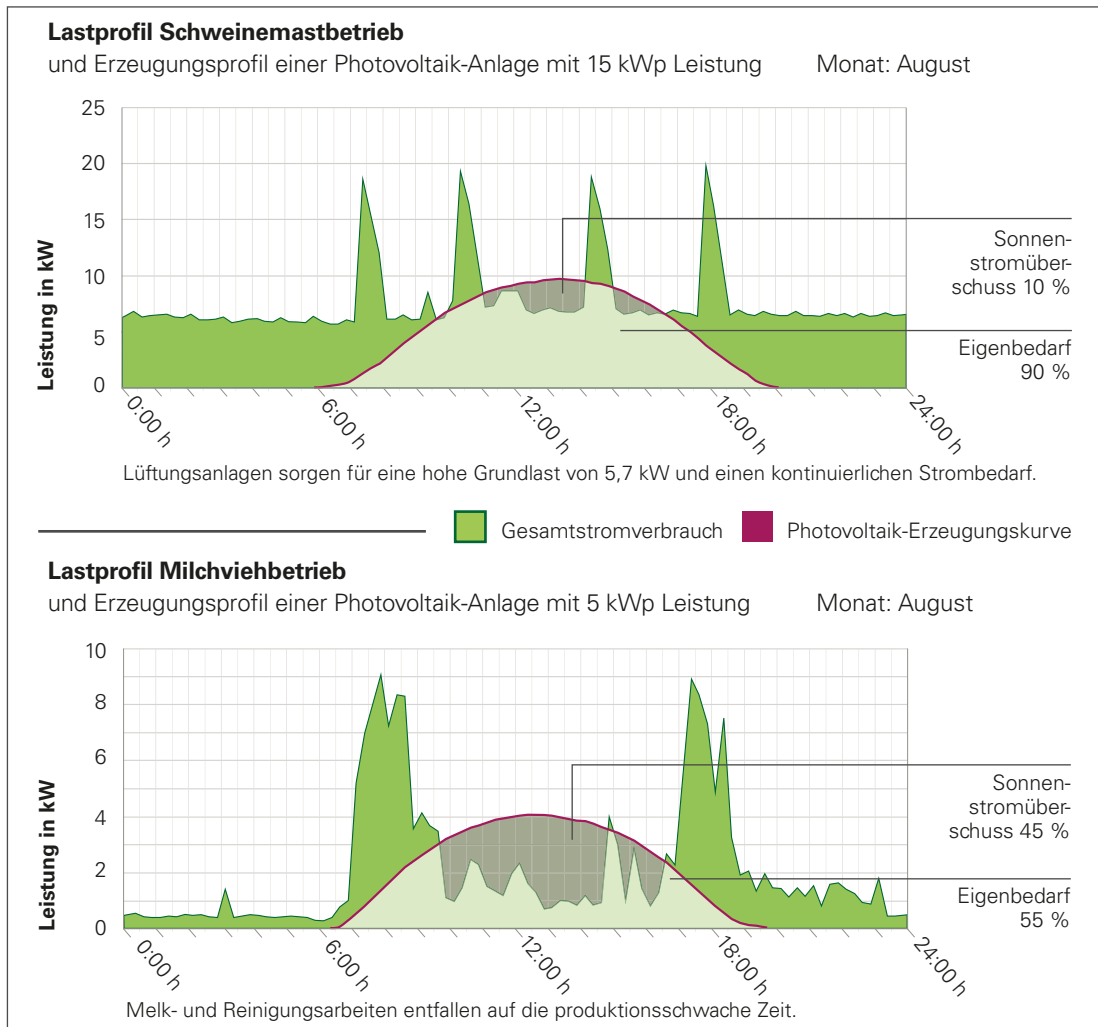 Lastprofil Schweinemastbetrieb
und Erzeugungsprofil einer Photovoltaik-Anlage mit 15 kWp Leistung Monat: August
Leistung in kW
25
20
15
10
5
0
0:00 h
6:00 h
12:00 h
18:00 h
24:00 h
Sonnen-
stromüber-
schuss 10 %
Eigenbedarf
90 %
Lüftungsanlagen sorgen für eine hohe Grundlast von 5,7 kW und einen kontinuierlichen Strombedarf.
Gesamtstromverbrauch Photovoltaik-Erzeugungskurve
Lastprofil Milchviehbetrieb
und Erzeugungsprofil einer Photovoltaik-Anlage mit 5 kWp Leistung Monat: August
Leistung in kW
10
8
6
4
2
0
0:00 h
6:00 h
12:00 h
18:00 h
24:00 h
Sonnen-
stromüber-
schuss 45 %
Eigenbedarf
55 %
Melk- und Reinigungsarbeiten entfallen auf die produktionsschwache Zeit.